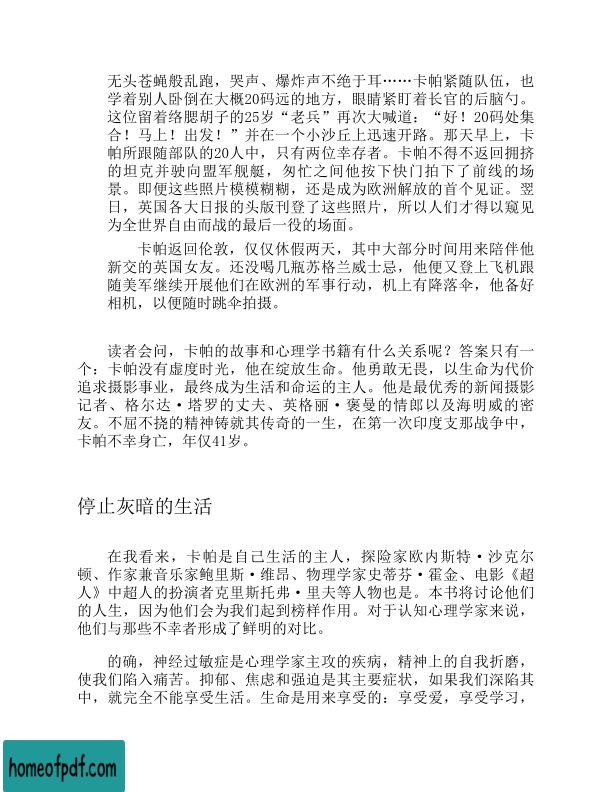 无头苍蝇般乱跑，哭声、爆炸声不绝于耳……卡帕紧随队伍，也
学着别人卧倒在大概20码远的地方，眼睛紧盯着长官的后脑勺。
这位留着络腮胡子的25岁“老兵”再次大喊道：“好！20码处集
合！马上！出发！”并在一个小沙丘上迅速开路。那天早上，卡
帕所跟随部队的20人中，只有两位幸存者。卡帕不得不返回拥挤
的坦克并驶向盟军舰艇，匆忙之间他按下快门拍下了前线的场
景。即便这些照片模模糊糊，还是成为欧洲解放的首个见证。翌
日，英国各大日报的头版刊登了这些照片，所以人们才得以窥见
为全世界自由而战的最后一役的场面。
卡帕返回伦敦，仅仅休假两天，其中大部分时间用来陪伴他
新交的英国女友。还没喝几瓶苏格兰威士忌，他便又登上飞机跟
随美军继续开展他们在欧洲的军事行动，机上有降落伞，他备好
相机，以便随时跳伞拍摄。
读者会问，卡帕的故事和心理学书籍有什么关系呢？答案只有一
个：卡帕没有虚度时光，他在绽放生命。他勇敢无畏，以生命为代价
追求摄影事业，最终成为生活和命运的主人。他是最优秀的新闻摄影
记者、格尔达·塔罗的丈夫、英格丽·褒曼的情郎以及海明威的密
友。不屈不挠的精神铸就其传奇的一生，在第一次印度支那战争中，
卡帕不幸身亡，年仅41岁。
停止灰暗的生活
在我看来，卡帕是自己生活的主人，探险家欧内斯特·沙克尔
顿、作家兼音乐家鲍里斯·维昂、物理学家史蒂芬·霍金、电影《超
人》中超人的扮演者克里斯托弗·里夫等人物也是。本书将讨论他们
的人生，因为他们会为我们起到榜样作用。对于认知心理学家来说，
他们与那些不幸者形成了鲜明的对比。
的确，神经过敏症是心理学家主攻的疾病，精神上的自我折磨，
使我们陷入痛苦。抑郁、焦虑和强迫是其主要症状，如果我们深陷其
中，就完全不能享受生活。生命是用来享受的：享受爱，享受学习，
homeofpdf.com